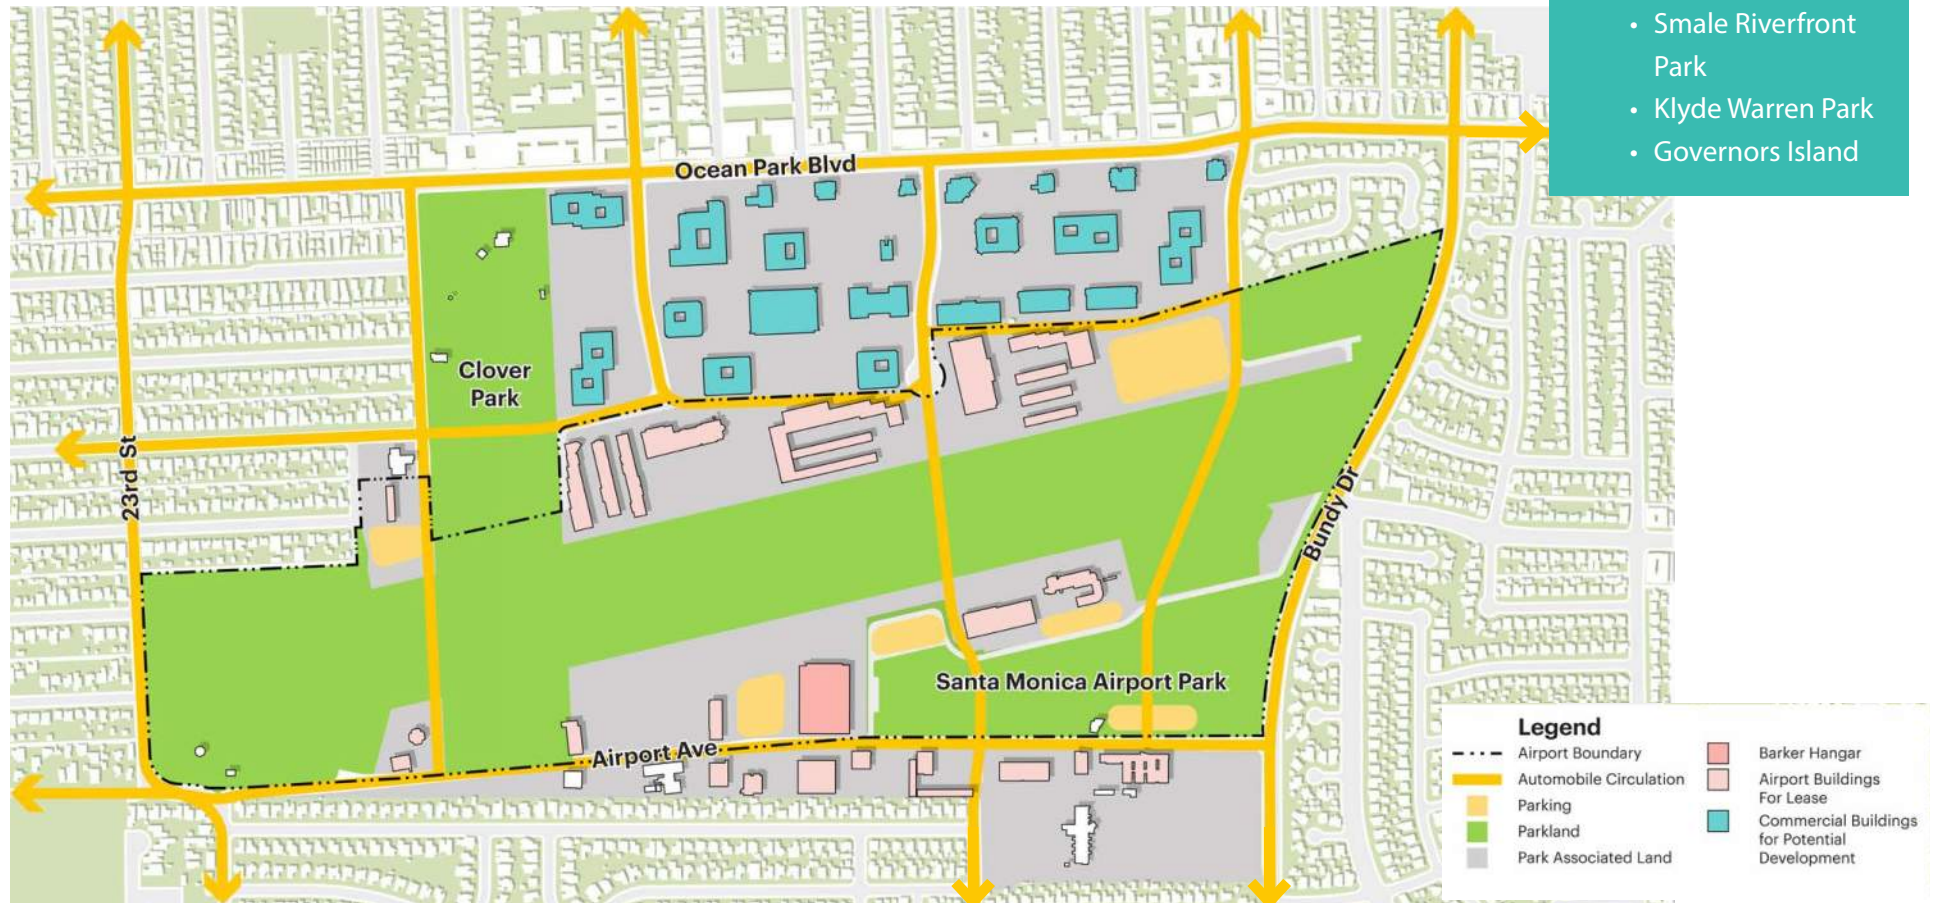 • Smale Riverfront
Park
• Klyde Warren Park
• Governors Island
Ocean Park Blvd
Clover
Park
23rd St
Bundy Dr
Santa Monica Airport Park
Airport Ave
Legend
Airport Boundary
Automobile Circulation
Parking
Parkland
Park Associated Land
Barker Hangar
Airport Buildings
For Lease
Commercial Buildings
for Potential
Development